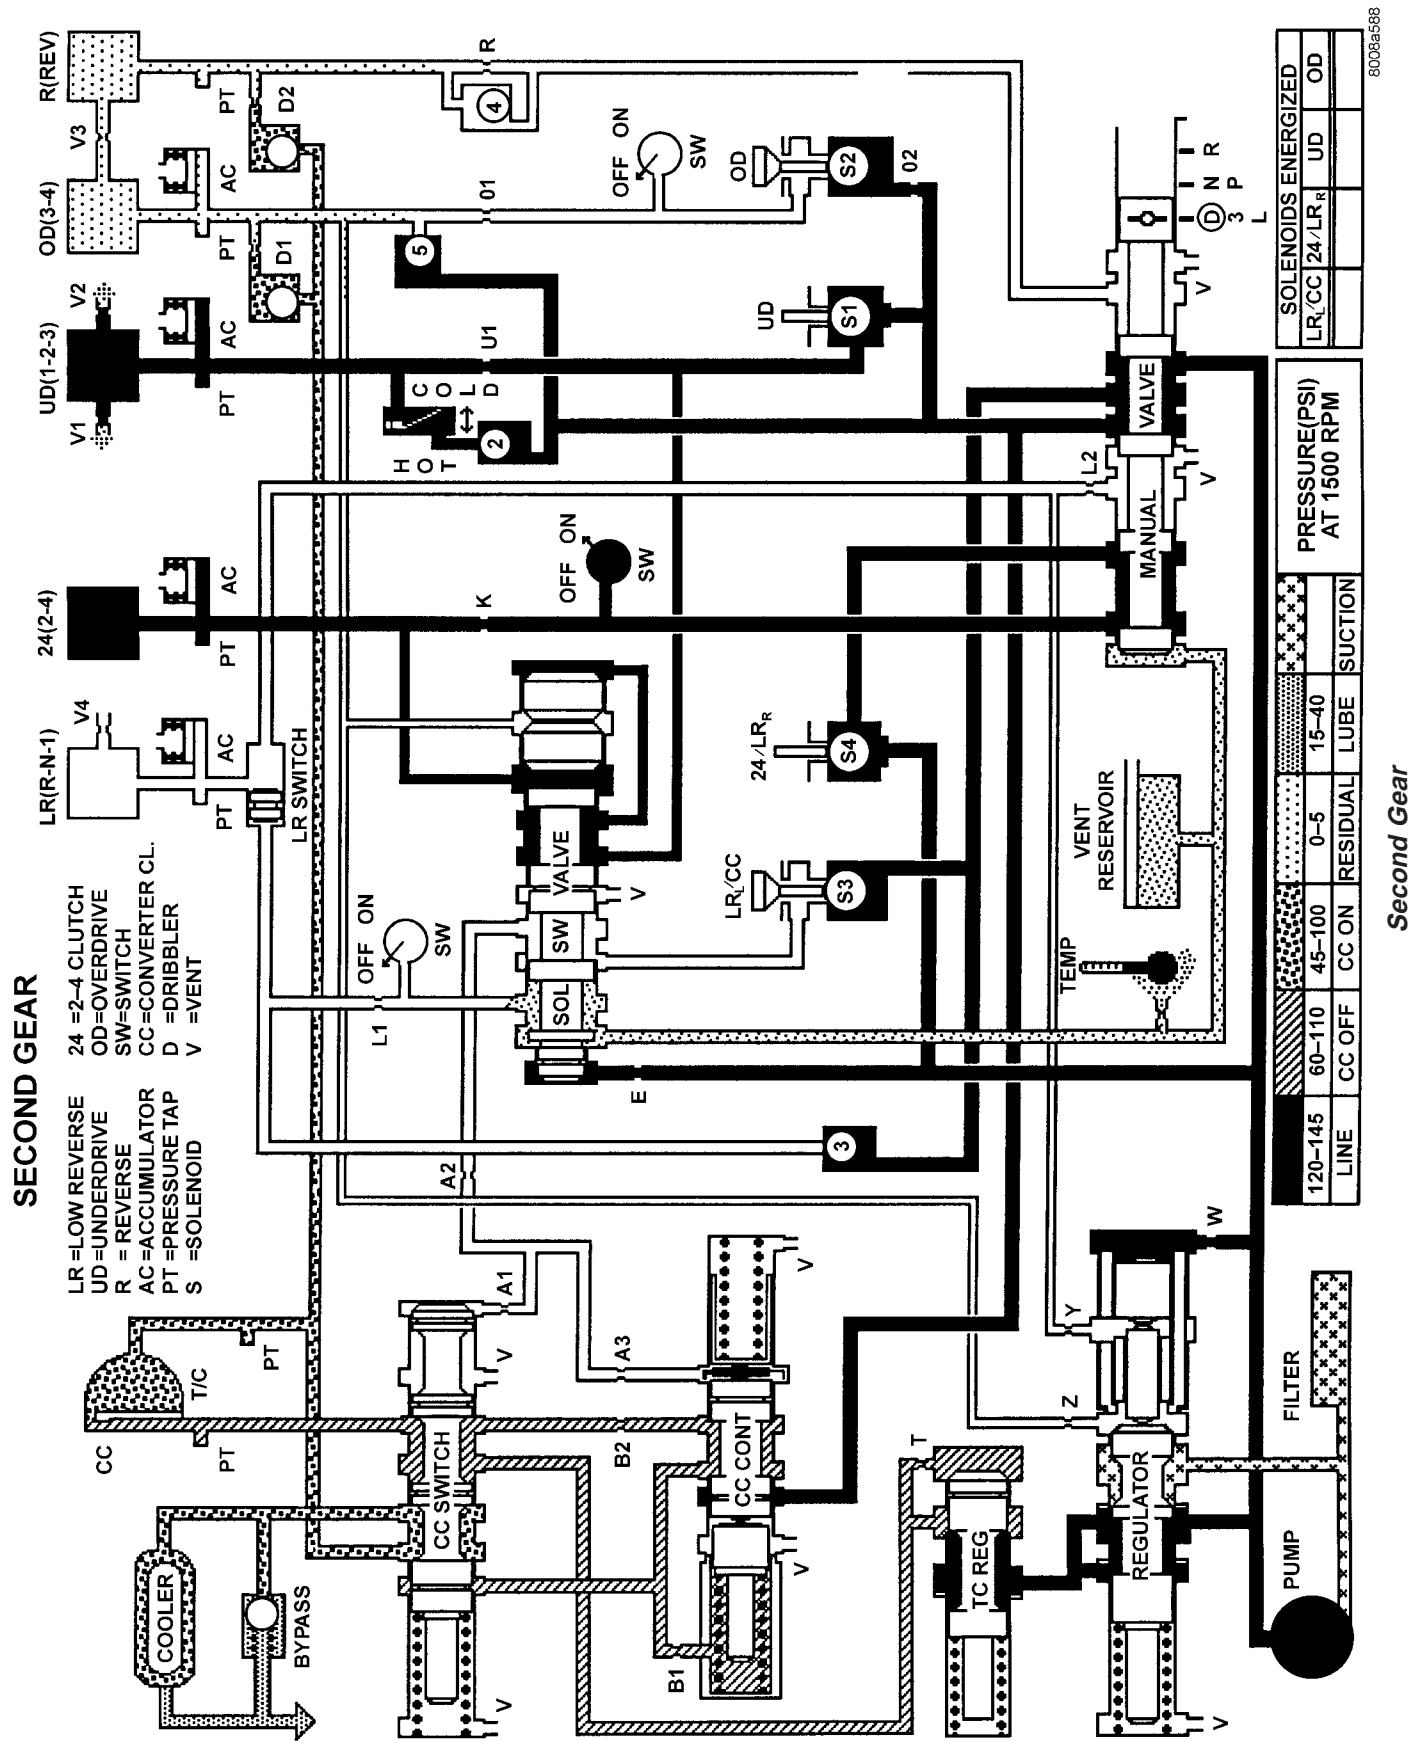 SECOND GEAR
LR =LOW REVERSE
UD=UNDERDRIVE
R = REVERSE
AC=ACCUMULATOR
PT =PRESSURE TAP
S =SOLENOID
24 =2–4 CLUTCH
OD=OVERDRIVE
SW=SWITCH
CC=CONVERTER CL.
D =DRIBBLER
V =VENT
LR(R-N-1)
V4
24(2-4)
V1
UD(1-2-3)
V2
OD(3-4)
V3
R(REV)
PT
AC
PT
AC
PT
AC
PT
AC
PT
D1
D2
LR SWITCH
COOLER
BYPASS
CC
PT
T/C
PT
CC SWITCH
V
V
A1
A2
A3
L1
OFF ON
SW
K
OFF ON
SW
HOT
COLD
2
U1
5
01
4
R
OFF ON
SW
SOL SW VALVE
V
E
B1
B2
CC CONT
V
V
3
LRL/CC
S3
24/LRR
S4
UD
S1
OD
S2
02
T
TC REG
Z
Y
W
REGULATOR
V
TEMP
VENT
RESERVOIR
MANUAL VALVE
L2
V
V
D N R
3 P
L
PUMP
FILTER
120–145
60–110
45–100
0–5
15–40
LINE
CC OFF
CC ON
RESIDUAL
LUBE
SUCTION
PRESSURE(PSI)
AT 1500 RPM
SOLENOIDS ENERGIZED
LRL/CC
24/LRR
UD
OD
8008a588
Second Gear